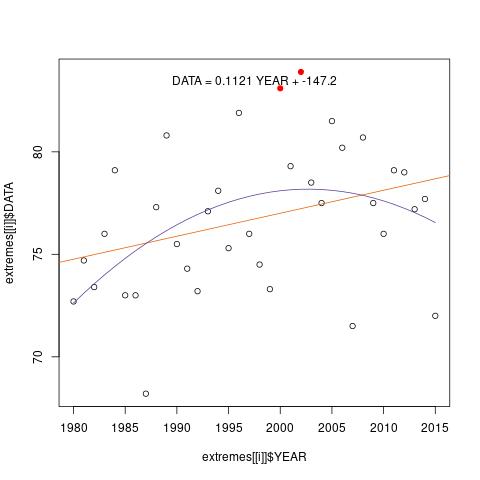 DATA = 0.1121 YEAR + -147.2
extremes[[i]]$DATA
80
75
70
1980 1985 1990 1995 2000 2005 2010 2015
extremes[[i]]$YEAR